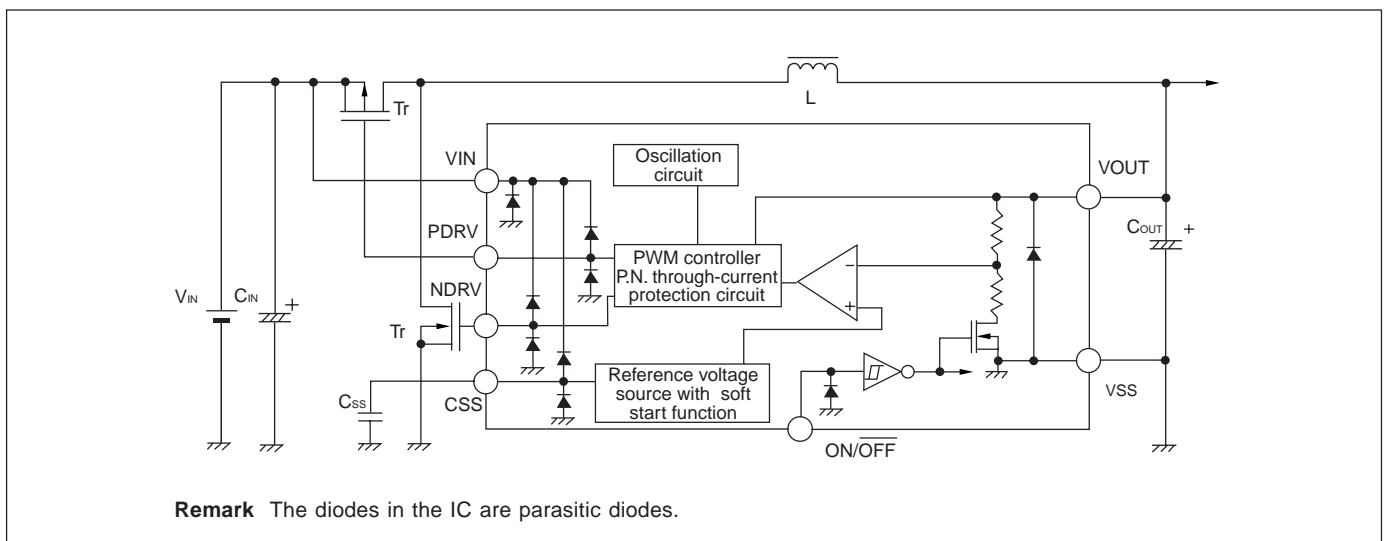 L
Tr
VIN
Oscillation
circuit
VOUT
PDRV
COUT
+
PWM controller
P.N. through-current
protection circuit
−
+
NDRV
VIN
CIN
+
Tr
Reference voltage
source with soft
start function
CSS
CSS
VSS
ON/OFF
Remark The diodes in the IC are parasitic diodes.